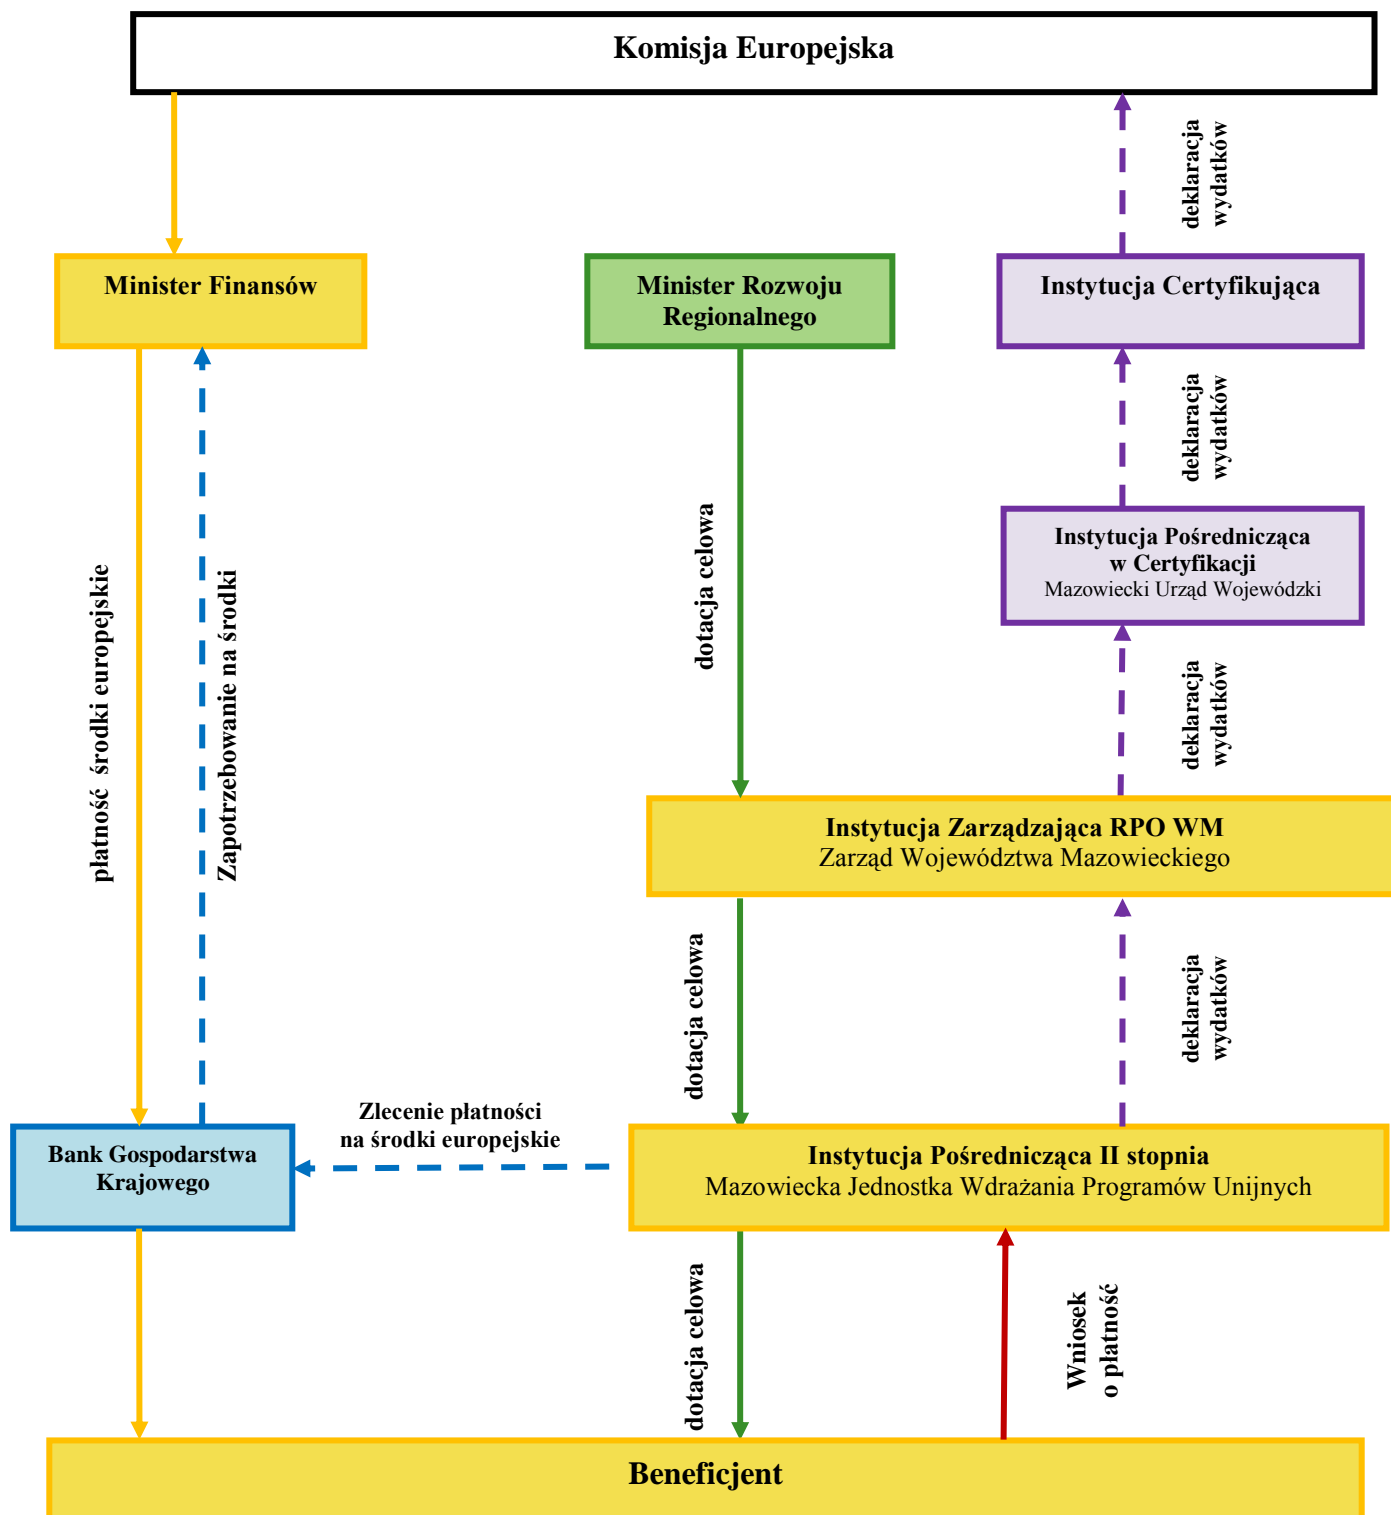 Komisja Europejska
deklaracja
wydatków
Minister Finansów
Minister Rozwoju
Regionalnego
Instytucja Certyfikująca
deklaracja
wydatków
Instytucja Pośrednicząca
w Certyfikacji
Mazowiecki Urząd Wojewódzki
płatność środki europejskie
Zapotrzebowanie na środki
dotacja celowa
deklaracja
wydatków
Instytucja Zarządzająca RPO WM
Zarząd Województwa Mazowieckiego
dotacja celowa
deklaracja
wydatków
Zlecenie płatności
na środki europejskie
Bank Gospodarstwa
Krajowego
Instytucja Pośrednicząca II stopnia
Mazowiecka Jednostka Wdrażania Programów Unijnych
dotacja celowa
Wniosek
o płatność
Beneficjent